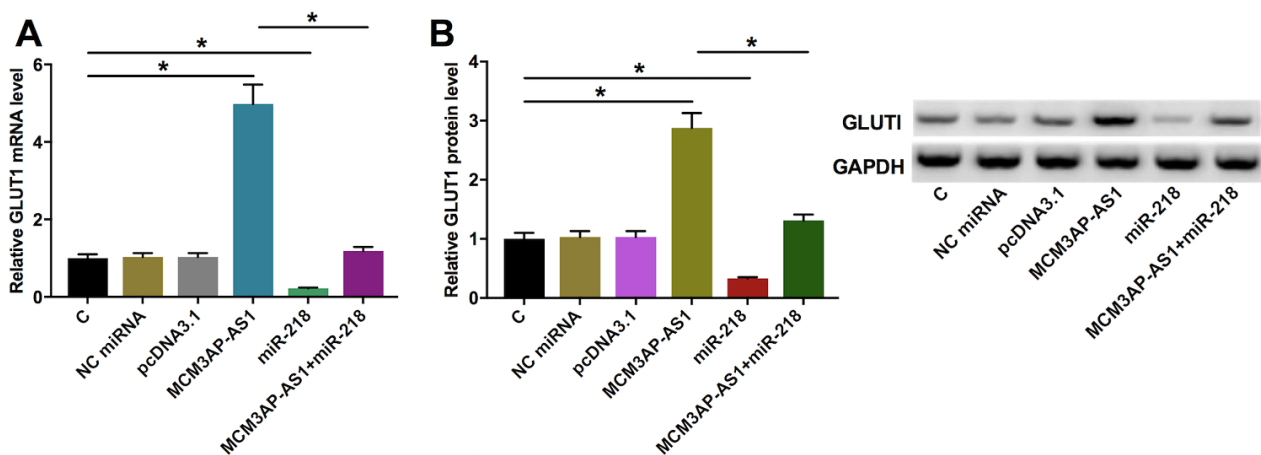 A
Relative GLUT1 mRNA level
6
4
2
0
*
*
*
C
NC miRNA
pcDNA3.1
MCM3AP-AS1
miR-218
MCM3AP-AS1+miR-218
B
Relative GLUT1 protein level
4
3
2
1
0
*
*
*
C
NC miRNA
pcDNA3.1
MCM3AP-AS1
miR-218
MCM3AP-AS1+miR-218
GLUTI
GAPDH
C
NC miRNA
pcDNA3.1
MCM3AP-AS1
miR-218
MCM3AP-AS1+miR-218